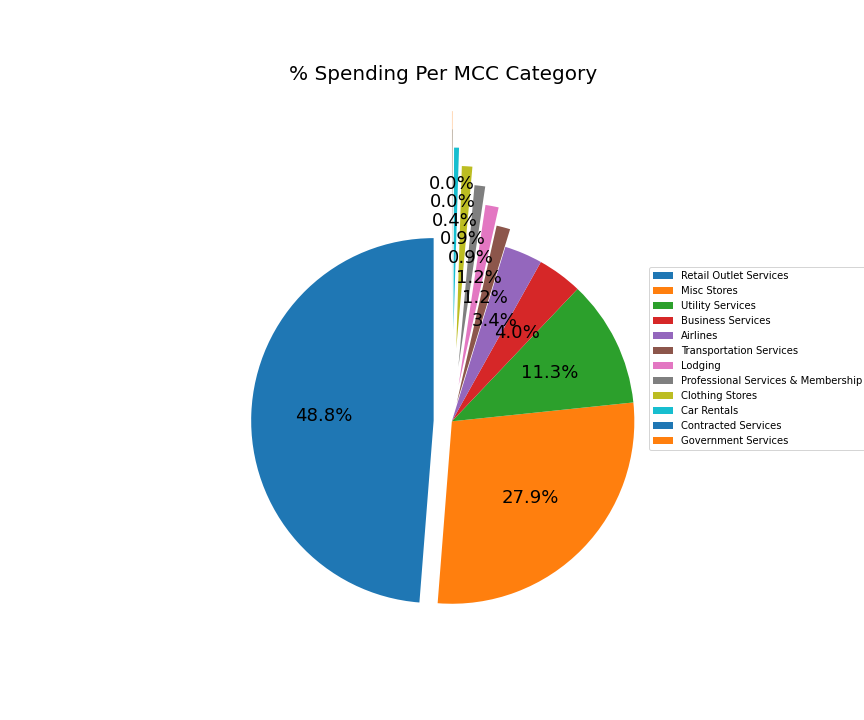 % Spending Per MCC Category
0.0%
0.0%
0.4%
0.9%
0.9%
1.2%
1.2%
3.4%
4.0%
11.3%
48.8%
27.9%
Retail Outlet Services
Misc Stores
Utility Services
Business Services
Airlines
Transportation Services
Lodging
Professional Services & Membership
Clothing Stores
Car Rentals
Contracted Services
Government Services